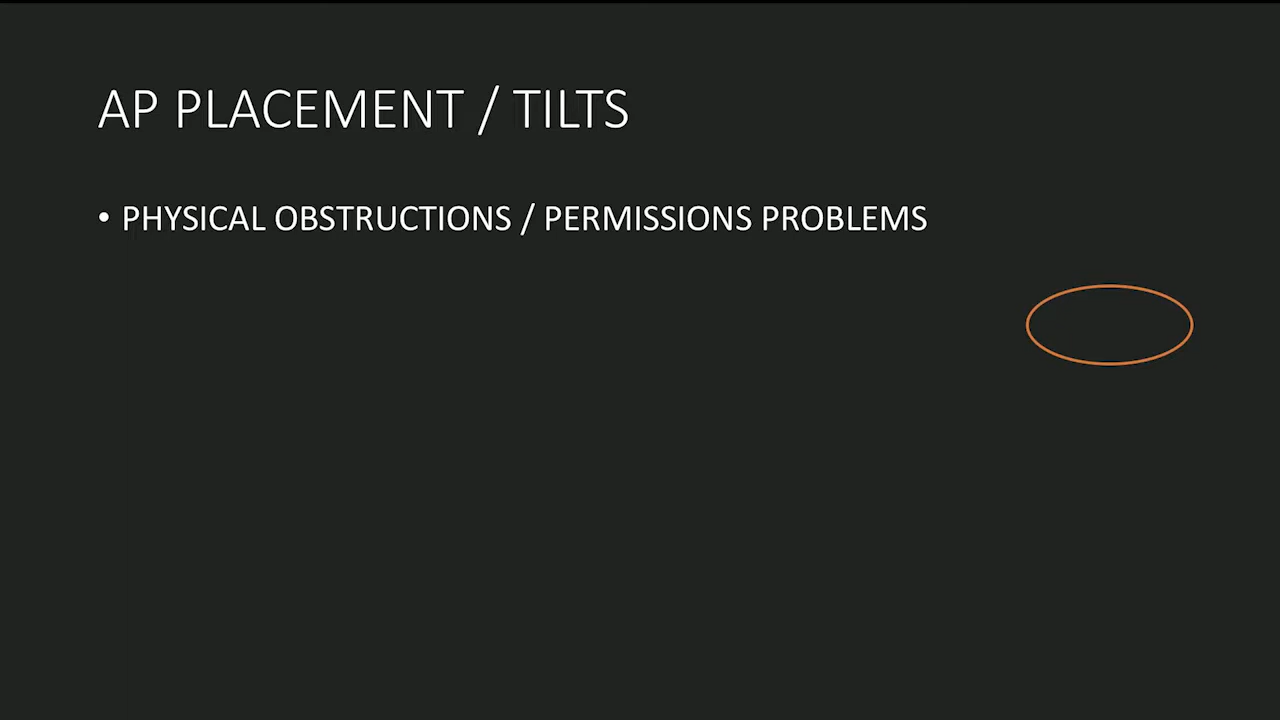 AP PLACEMENT / TILTS
• PHYSICAL OBSTRUCTIONS / PERMISSIONS PROBLEMS